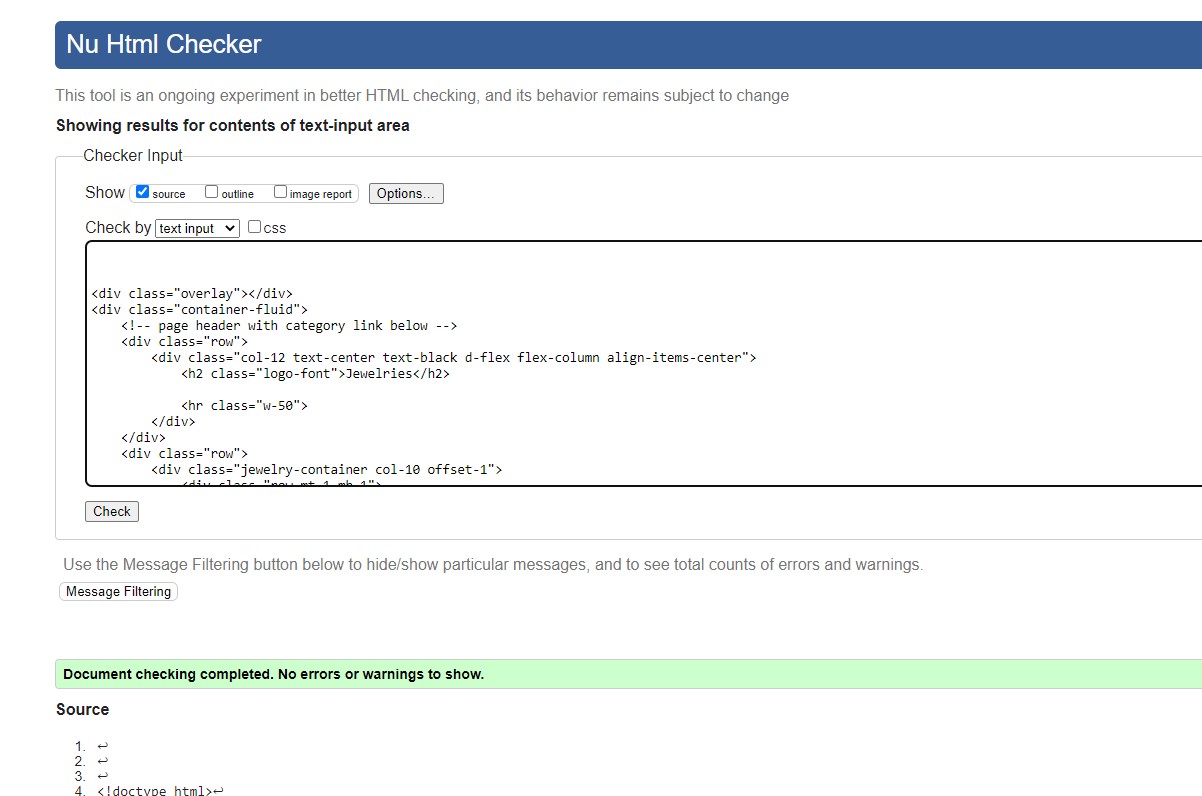 Nu Html Checker
This tool is an ongoing experiment in better HTML checking, and its behavior remains subject to change
Showing results for contents of text-input area
Checker Input
Show source outline image report Options...
Check by text input css
<div class="overlay"></div>
<div class="container-fluid">
    <!-- page header with category link below -->
    <div class="row">
        <div class="col-12 text-center text-black d-flex flex-column align-items-center">
            <h2 class="logo-font">Jewelries</h2>
            <hr class="w-50">
        </div>
    </div>
    <div class="row">
        <div class="jewelry-container col-10 offset-1">
            <div class="row mt-1 mb-1">
Check
Use the Message Filtering button below to hide/show particular messages, and to see total counts of errors and warnings.
Message Filtering
Document checking completed. No errors or warnings to show.
Source
1. ↩
2. ↩
3. ↩
4. <!doctype html>↩